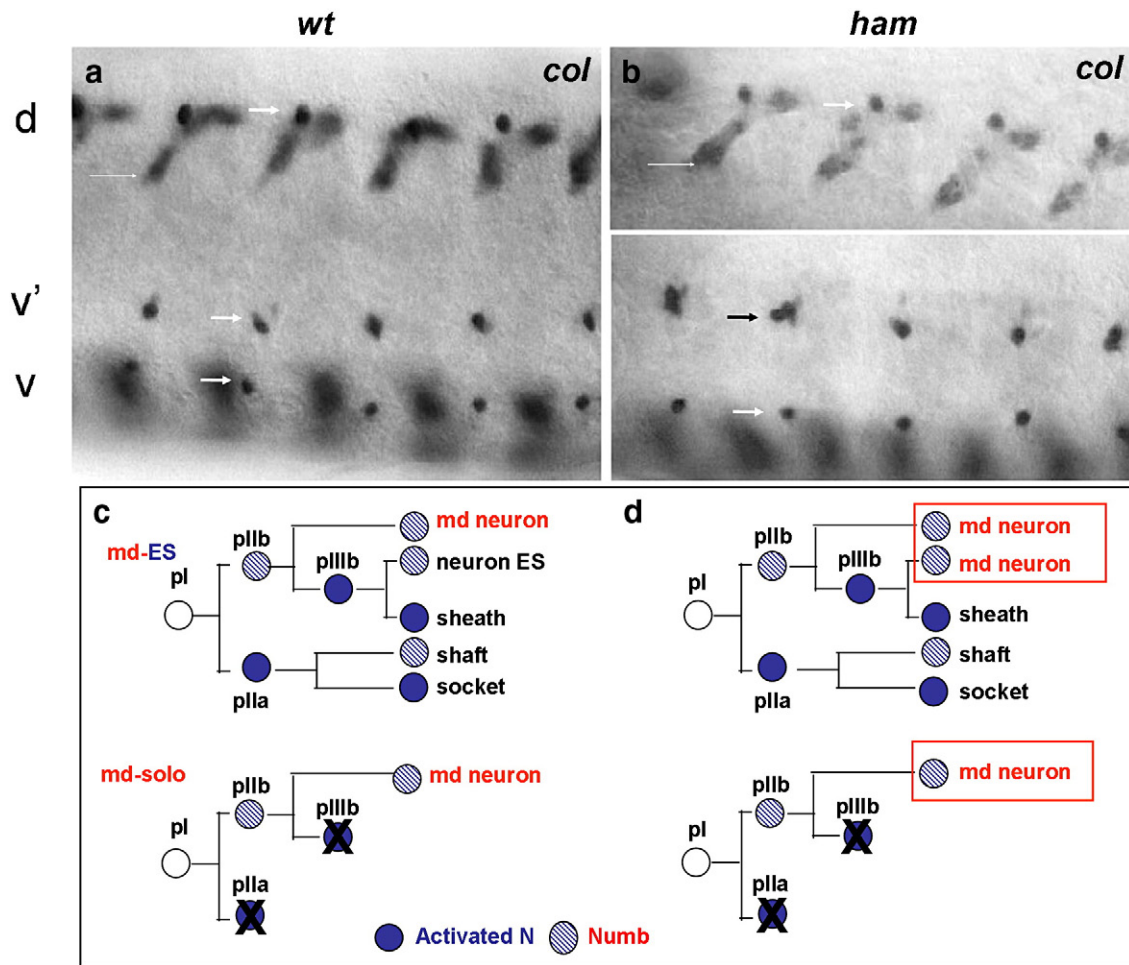 wt
ham
a
col
b
col
d
v'
v
c
md-ES
pI
pIIb
pIIIb
pIIa
md neuron
neuron ES
sheath
shaft
socket
md-solo
pI
pIIb
pIIIb
pIIa
md neuron
d
pI
pIIb
pIIIb
pIIa
md neuron
md neuron
sheath
shaft
socket
pI
pIIb
pIIIb
pIIa
md neuron
Activated N
Numb